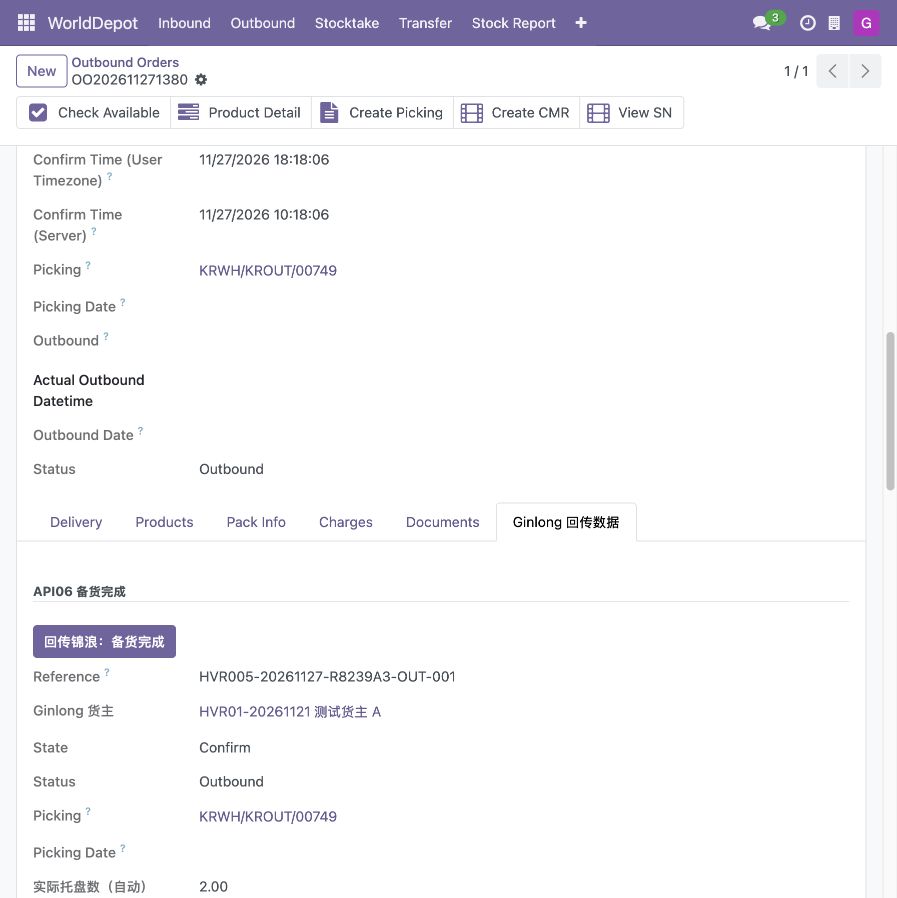 WorldDepot Inbound Outbound Stocktake Transfer Stock Report + 3 G
New
Outbound Orders
OO202611271380
1 / 1
Check Available Product Detail Create Picking Create CMR View SN
Confirm Time (User Timezone) ? 11/27/2026 18:18:06
Confirm Time (Server) ? 11/27/2026 10:18:06
Picking ? KRWH/KROUT/00749
Picking Date ?
Outbound ?
Actual Outbound Datetime
Outbound Date ?
Status Outbound
Delivery Products Pack Info Charges Documents Ginlong 回传数据
API06 备货完成
回传锦浪：备货完成
Reference ? HVR005-20261127-R8239A3-OUT-001
Ginlong 货主 HVR01-20261121 测试货主 A
State Confirm
Status Outbound
Picking ? KRWH/KROUT/00749
Picking Date ?
实际托盘数（自动） 2.00